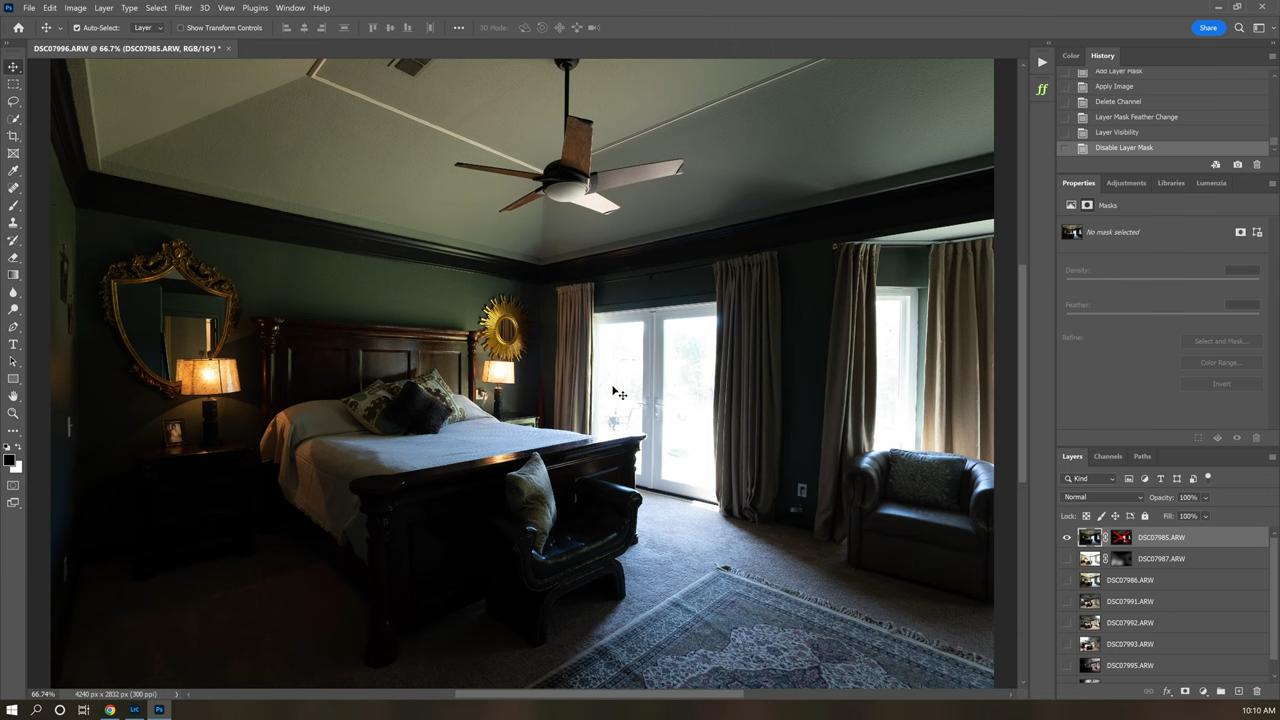 Ps File Edit Image Layer Type Select Filter 3D View Plugins Window Help
Auto-Select: Layer Show Transform Controls 3D Mode: Share
DSC07996.ARW @ 66.7% (DSC07985.ARW, RGB/16*) *
Color History
Add Layer Mask
Apply Image
Delete Channel
Layer Mask Feather Change
Layer Visibility
Disable Layer Mask
Properties Adjustments Libraries Lumenzia
Masks
No mask selected
Density:
Feather:
Refine: Select and Mask...
Color Range...
Invert
Layers Channels Paths
Kind
Normal Opacity: 100%
Lock: Fill: 100%
DSC07985.ARW
DSC07987.ARW
DSC07986.ARW
DSC07991.ARW
DSC07992.ARW
DSC07993.ARW
DSC07995.ARW
66.74% 4240 px x 2832 px (300 ppi)
Lrc Ps 10:10 AM